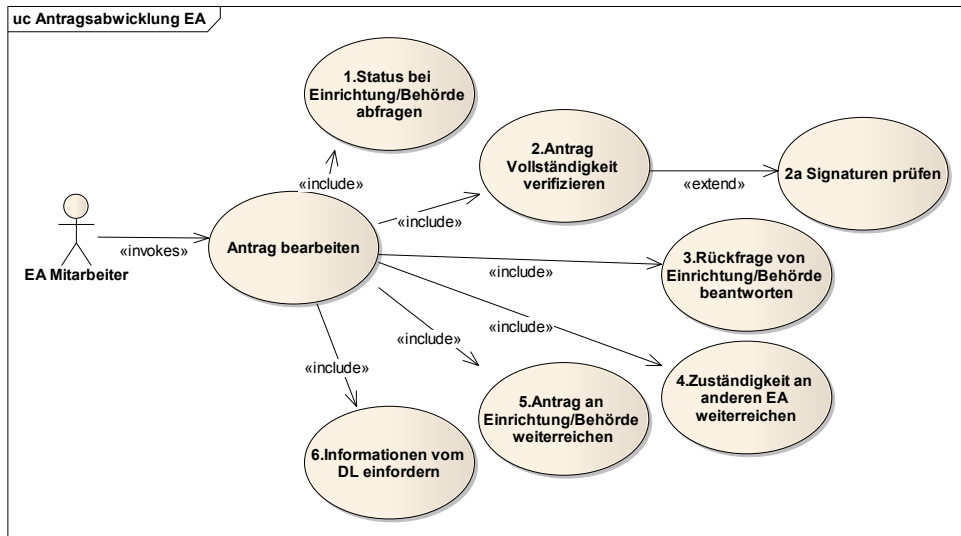 uc Antragsabwicklung EA
1.Status bei
Einrichtung/Behörde
abfragen
2.Antrag
Vollständigkeit
verifizieren
2a Signaturen prüfen
«include»
«extend»
«include»
Antrag bearbeiten
«invokes»
EA Mitarbeiter
3.Rückfrage von
Einrichtung/Behörde
beantworten
«include»
«include»
«include»
«include»
4.Zuständigkeit an
anderen EA
weiterreichen
5.Antrag an
Einrichtung/Behörde
weiterreichen
6.Informationen vom
DL einfordern